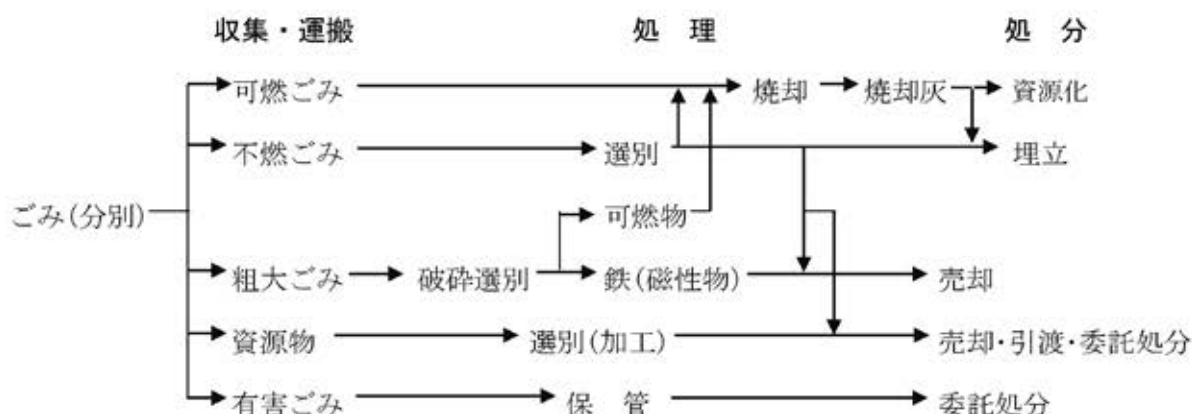 収集・運搬 処 理 処 分
可燃ごみ 焼却 焼却灰 資源化
不燃ごみ 選別 埋立
ごみ(分別) 可燃物
粗大ごみ 破砕選別 鉄(磁性物) 売却
資源物 選別(加工) 売却・引渡・委託処分
有害ごみ 保 管 委託処分